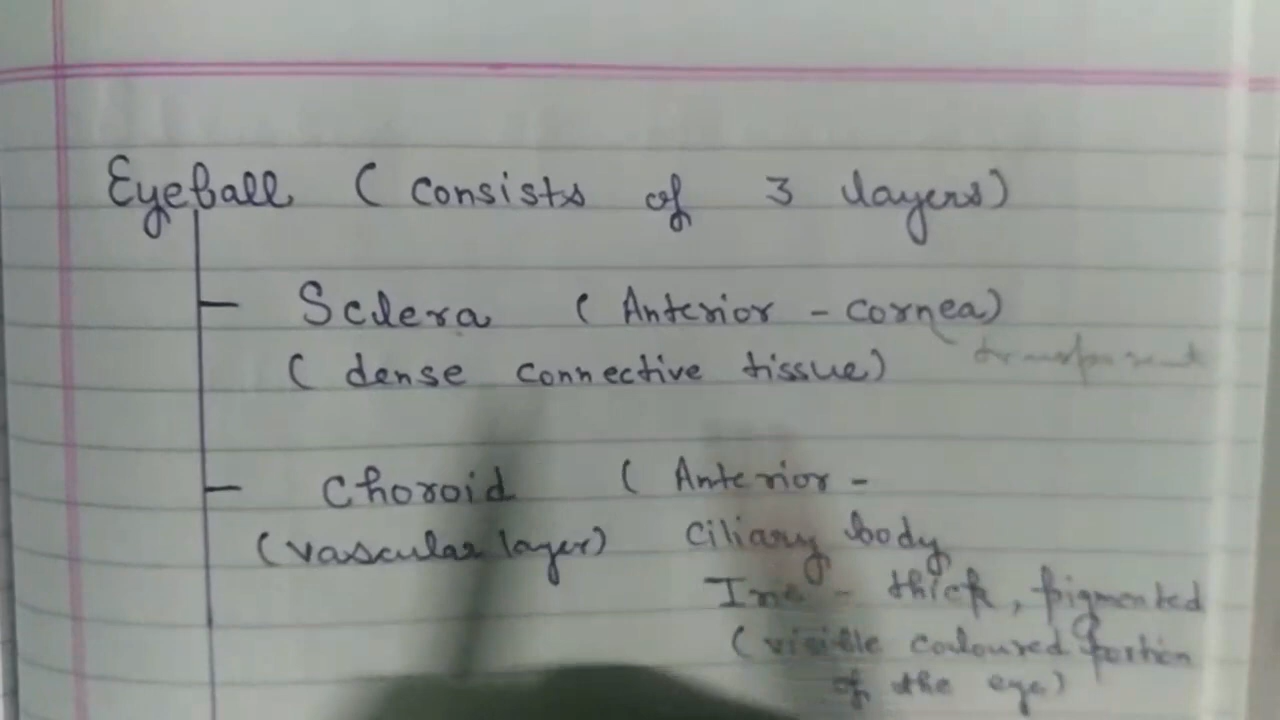 Eyeball (consists of 3 layers)
Sclera (Anterior - cornea)
transparent
(dense connective tissue)
Choroid (Anterior -
(vascular layer) ciliary body
Iris - thick, pigmented
(visible coloured portion
of the eye)